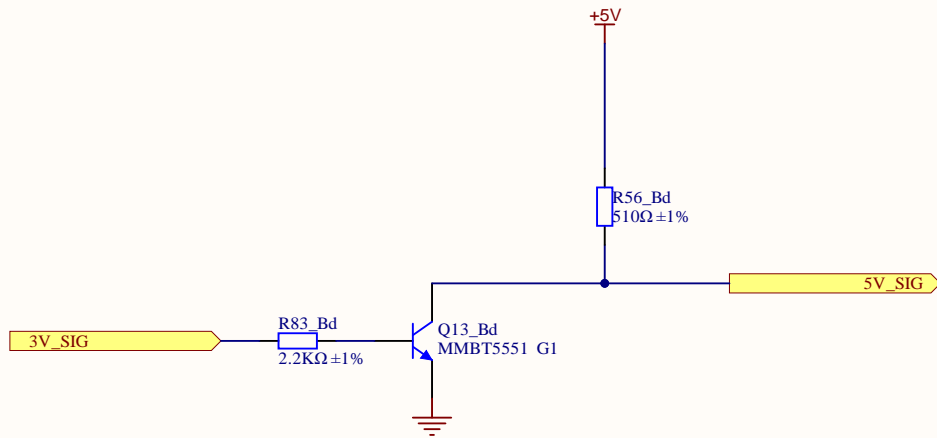 +5V
R56_Bd
510Ω ±1%
5V_SIG
R83_Bd
3V_SIG
2.2KΩ ±1%
Q13_Bd
MMBT5551 G1